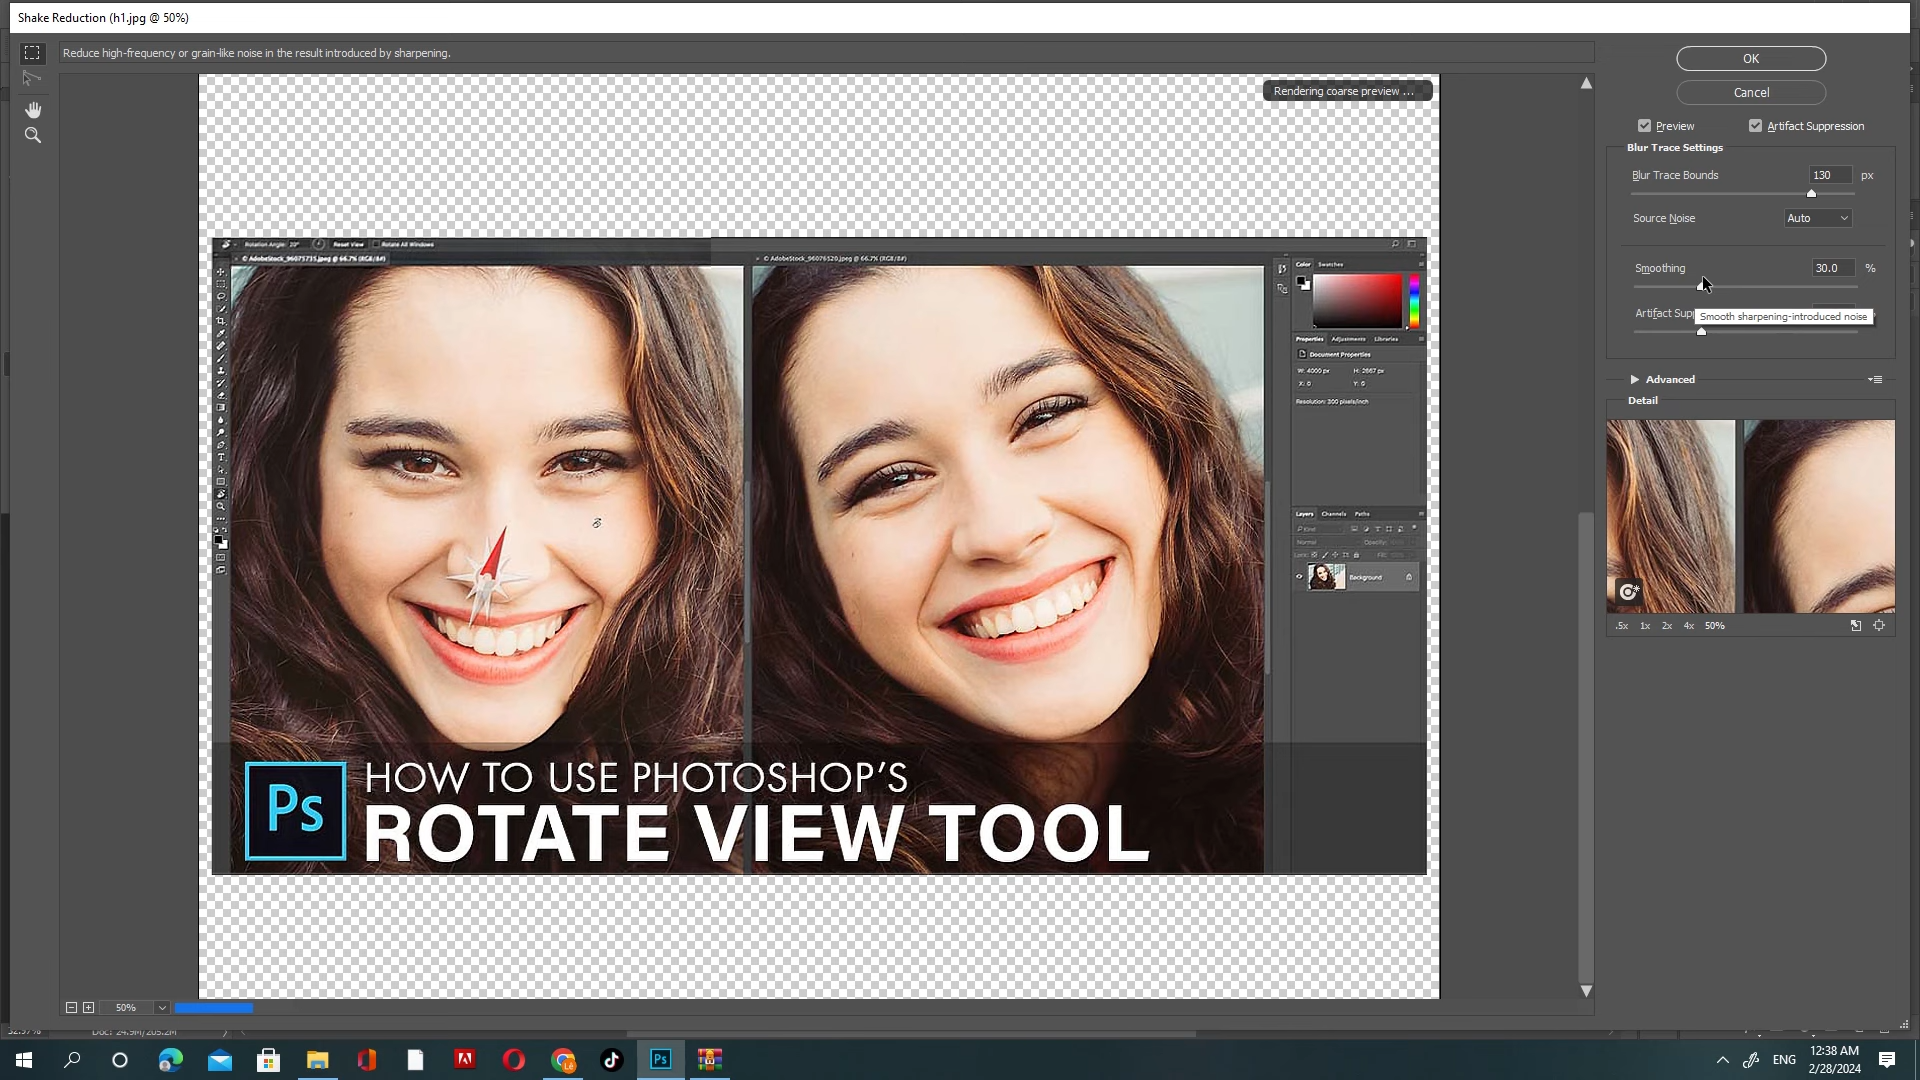 Shake Reduction (h1.jpg @ 50%)
Reduce high-frequency or grain-like noise in the result introduced by sharpening.
Rendering coarse preview ...
OK
Cancel
Preview
Artifact Suppression
Blur Trace Settings
Blur Trace Bounds
130
px
Source Noise
Auto
Smoothing
30.0
%
Artifact Supp
Smooth sharpening-introduced noise
Advanced
Detail
.5x 1x 2x 4x 50%
Rotation Angle: 20° Reset View Rotate All Windows
© AdobeStock_96075735.jpeg @ 66.7% (RGB/8#)
× © AdobeStock_96076520.jpeg @ 66.7% (RGB/8#)
Color Swatches
Properties Adjustments Libraries
Document Properties
W: 4000 px H: 2667 px
X: 0 Y: 0
Resolution: 300 pixels/inch
Layers Channels Paths
Kind
Normal Opacity:
Lock: Fill:
Background
Ps
HOW TO USE PHOTOSHOP'S
ROTATE VIEW TOOL
50%
Doc: 24.9M/205.2M
Ps
ENG
12:38 AM
2/28/2024